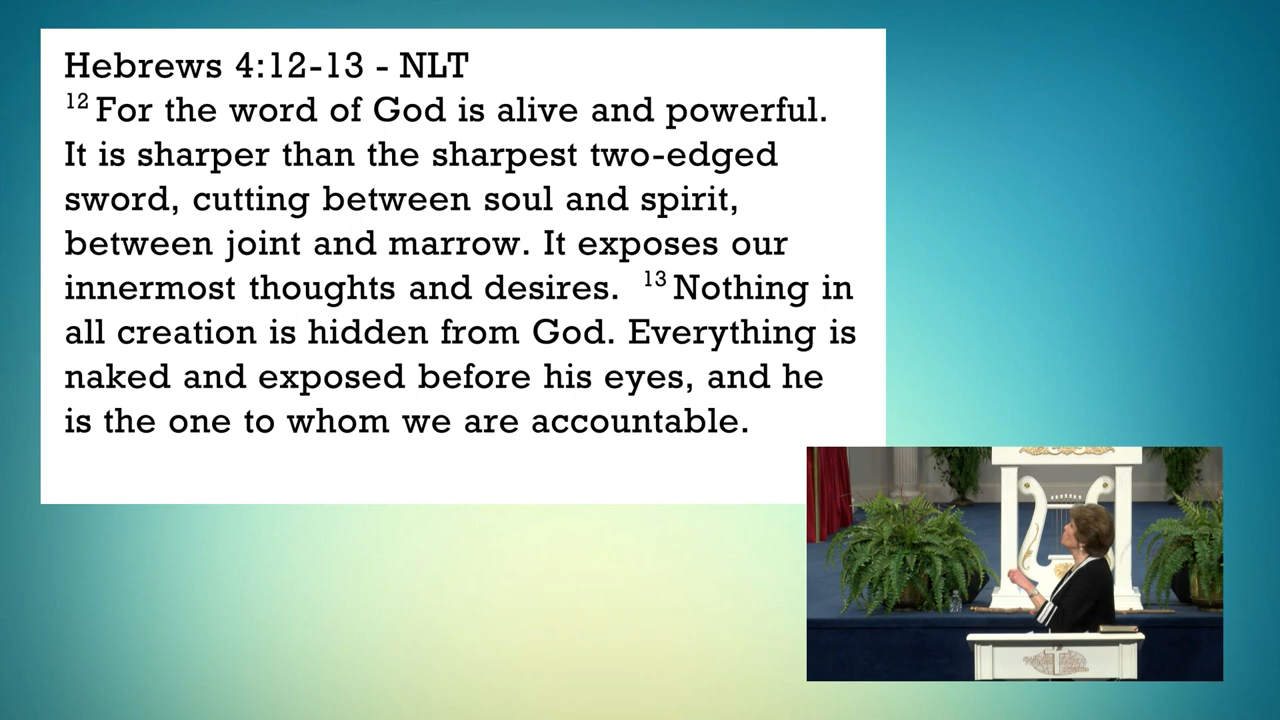 Hebrews 4:12-13 - NLT
12 For the word of God is alive and powerful.
It is sharper than the sharpest two-edged
sword, cutting between soul and spirit,
between joint and marrow. It exposes our
innermost thoughts and desires. 13 Nothing in
all creation is hidden from God. Everything is
naked and exposed before his eyes, and he
is the one to whom we are accountable.